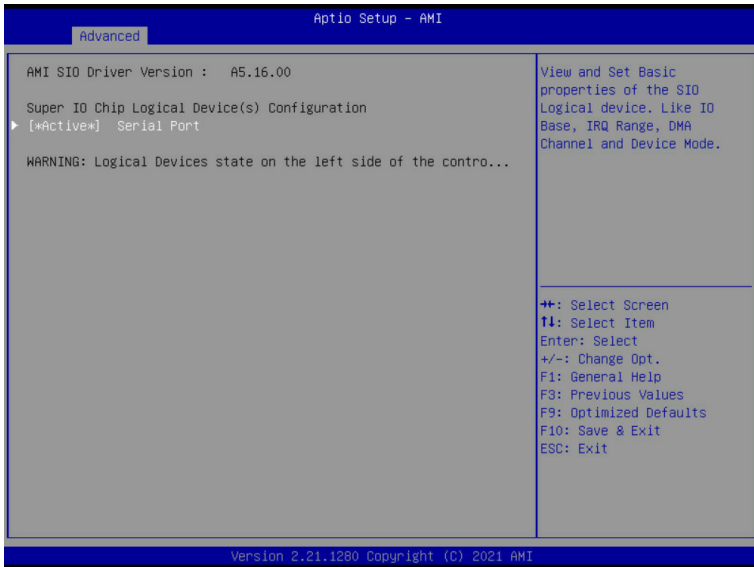 Aptio Setup - AMI
Advanced
AMI SIO Driver Version : A5.16.00
Super IO Chip Logical Device(s) Configuration
[*Active*] Serial Port
WARNING: Logical Devices state on the left side of the contro...
View and Set Basic
properties of the SIO
Logical device. Like IO
Base, IRQ Range, DMA
Channel and Device Mode.
→←: Select Screen
↑↓: Select Item
Enter: Select
+/-: Change Opt.
F1: General Help
F3: Previous Values
F9: Optimized Defaults
F10: Save & Exit
ESC: Exit
Version 2.21.1280 Copyright (C) 2021 AMI